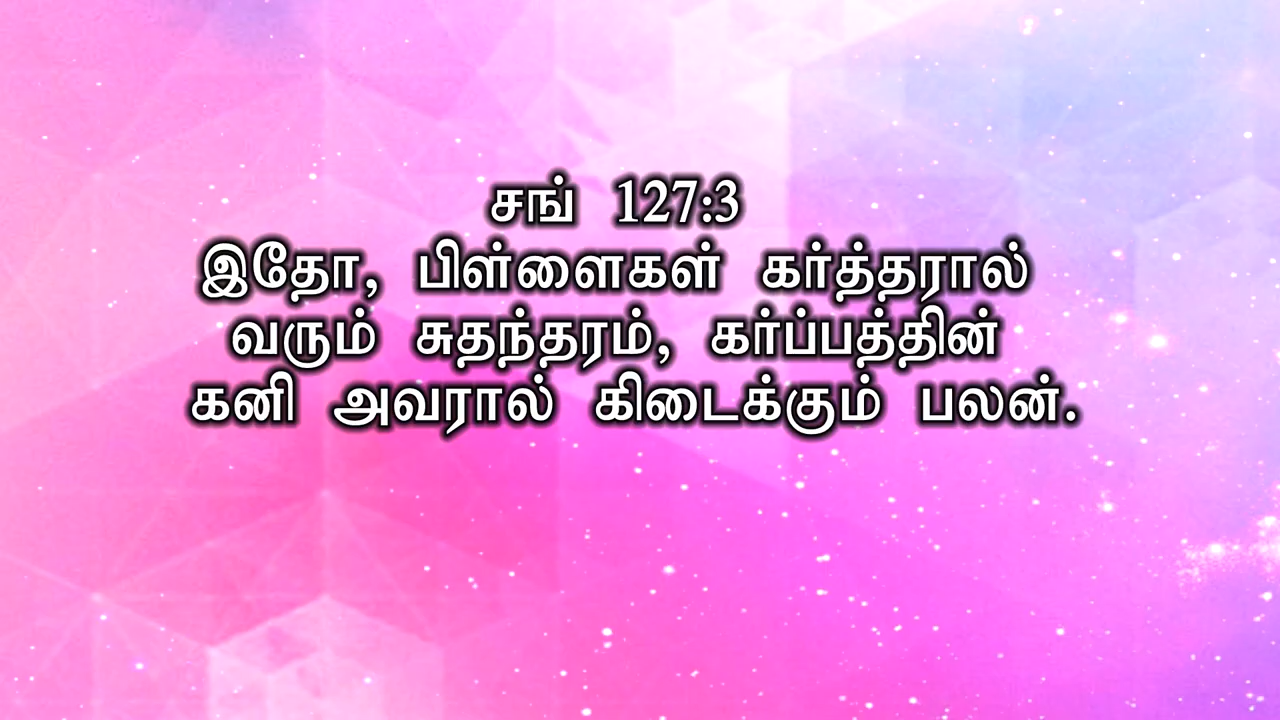 சங் 127:3
இதோ, பிள்ளைகள் கர்த்தரால்
வரும் சுதந்தரம், கர்ப்பத்தின்
கனி அவரால் கிடைக்கும் பலன்.